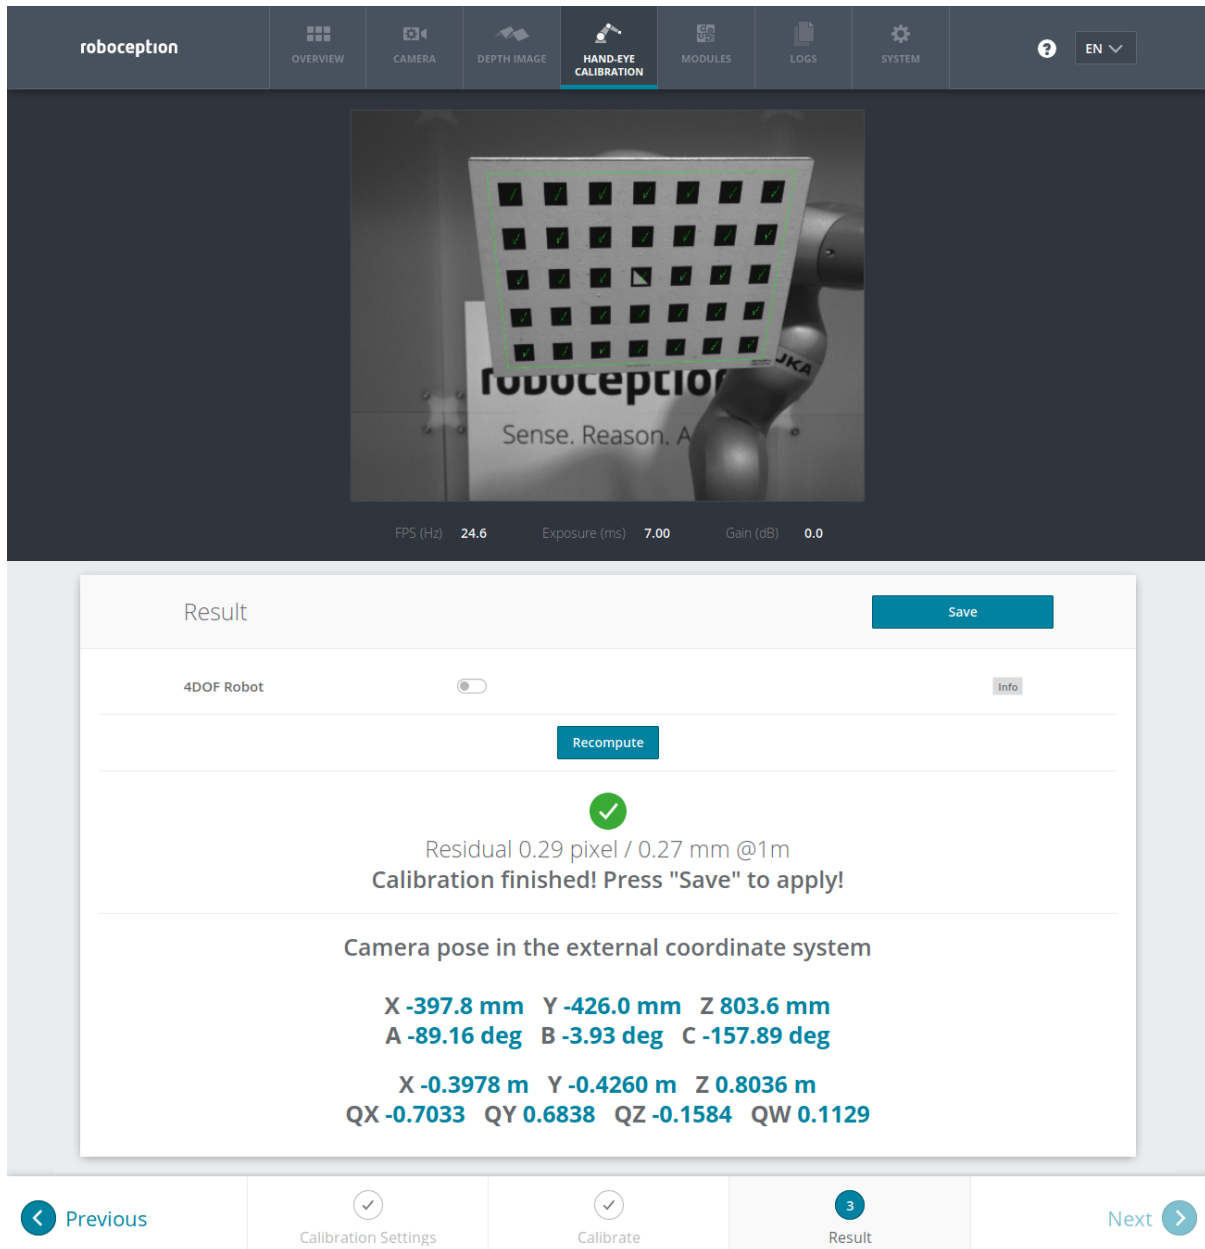 roboception
OVERVIEW
CAMERA
DEPTH IMAGE
HAND-EYE
CALIBRATION
MODULES
LOGS
SYSTEM
?
EN
KUKA
roboception
Sense. Reason. A
FPS (Hz) 24.6 Exposure (ms) 7.00 Gain (dB) 0.0
Result
Save
4DOF Robot
Info
Recompute
Residual 0.29 pixel / 0.27 mm @1m
Calibration finished! Press "Save" to apply!
Camera pose in the external coordinate system
X -397.8 mm Y -426.0 mm Z 803.6 mm
A -89.16 deg B -3.93 deg C -157.89 deg
X -0.3978 m Y -0.4260 m Z 0.8036 m
QX -0.7033 QY 0.6838 QZ -0.1584 QW 0.1129
Previous
Calibration Settings
Calibrate
3
Result
Next